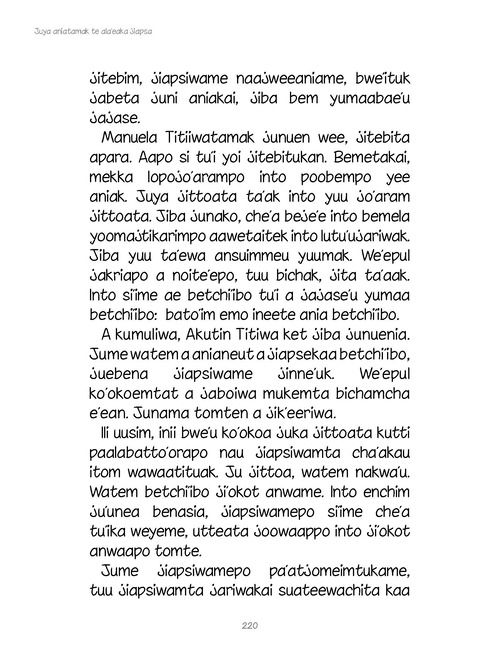 Juya aniatamak te ala'eaka jiapsa
jitebim, jiapsiwame naajweeaniame, bwe'ituk
jabeta juni aniakai, jiba bem yumaabae'u
jajase.
Manuela Titiiwatamak junuen wee, jitebita
apara. Aapo si tu'i yoi jitebitukan. Bemetakai,
mekka lopojo'arampo into poobempo yee
aniak. Juya jittoata ta'ak into yuu jo'aram
jittoata. Jiba junako, che'a beje'e into bemela
yoomajtikarimpo aawetaitek into lutu'ujariwak.
Jiba yuu ta'ewa ansuimmeu yuumak. We'epul
jakriapo a noite'epo, tuu bichak, jita ta'aak.
Into siime ae betchi'ibo tu'i a jajase'u yumaa
betchi'ibo: bato'im emo ineete ania betchi'ibo.
A kumuliwa, Akutin Titiwa ket jiba junuenia.
Jume watem a anianeut a jiapsekaa betchi'ibo,
juebena jiapsiwame jinne'uk. We'epul
ko'okoemtat a jaboiwa mukemta bichamcha
e'ean. Junama tomten a jik'eeriwa.
Ili uusim, inii bwe'u ko'okoa juka jittoata kutti
paalabatto'orapo nau jiapsiwamta cha'akau
itom wawaatituak. Ju jittoa, watem nakwa'u.
Watem betchi'ibo ji'okot anwame. Into enchim
ju'unea benasia, jiapsiwamepo siime che'a
tu'ika weyeme, utteata joowaappo into ji'okot
anwaapo tomte.
Jume jiapsiwamepo pa'atjomeimtukame,
tuu jiapsiwamta jariwakai suateewachita kaa
220